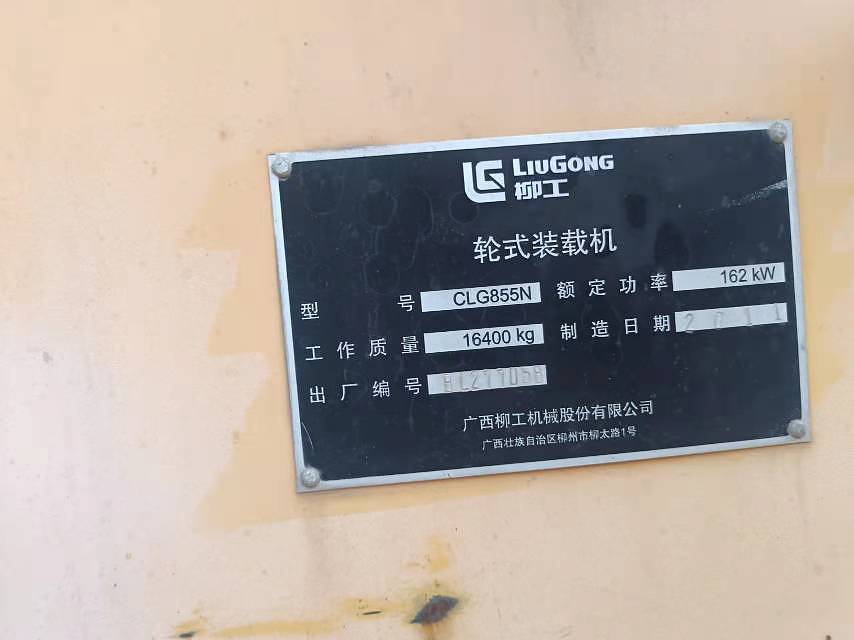 LIUGONG
柳工
轮式装载机
型号 CLG855N 额定功率 162 kW
工作质量 16400 kg 制造日期 2011
出厂编号
广西柳工机械股份有限公司
广西壮族自治区柳州市柳太路1号